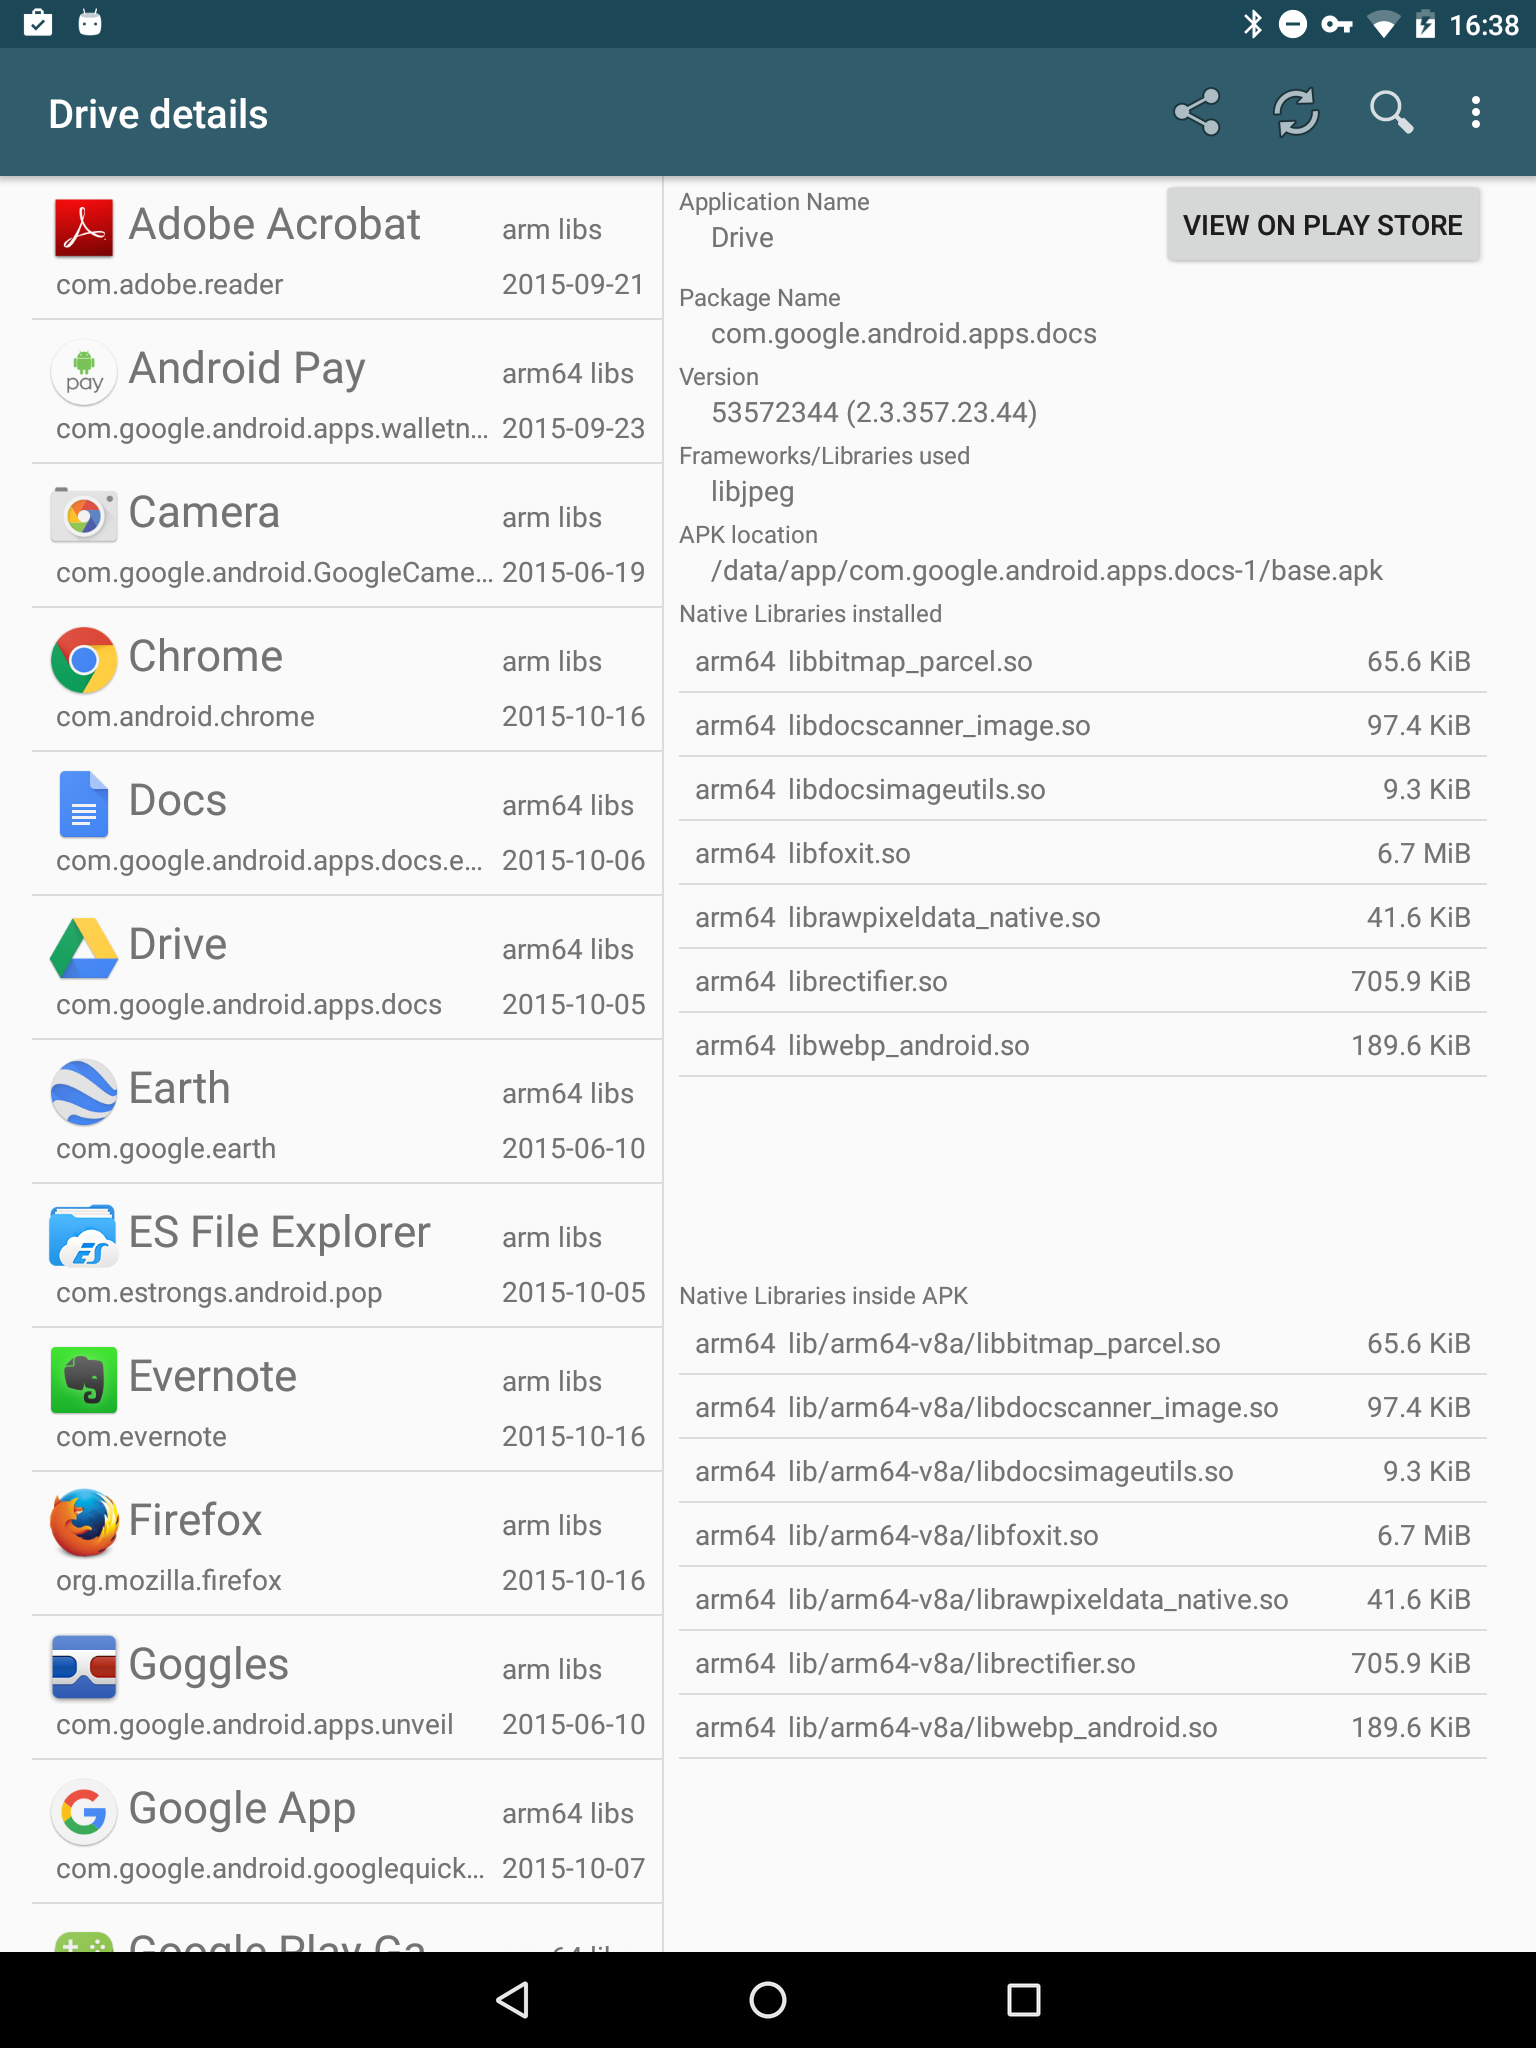 16:38
Drive details
Adobe Acrobat
arm libs
com.adobe.reader
2015-09-21
pay
Android Pay
arm64 libs
com.google.android.apps.walletn...
2015-09-23
Camera
arm libs
com.google.android.GoogleCame...
2015-06-19
Chrome
arm libs
com.android.chrome
2015-10-16
Docs
arm64 libs
com.google.android.apps.docs.e...
2015-10-06
Drive
arm64 libs
com.google.android.apps.docs
2015-10-05
Earth
arm64 libs
com.google.earth
2015-06-10
ES
ES File Explorer
arm libs
com.estrongs.android.pop
2015-10-05
Evernote
arm libs
com.evernote
2015-10-16
Firefox
arm libs
org.mozilla.firefox
2015-10-16
Goggles
arm libs
com.google.android.apps.unveil
2015-06-10
G
Google App
arm64 libs
com.google.android.googlequick...
2015-10-07
Google Play Ga
Application Name
Drive
VIEW ON PLAY STORE
Package Name
com.google.android.apps.docs
Version
53572344 (2.3.357.23.44)
Frameworks/Libraries used
libjpeg
APK location
/data/app/com.google.android.apps.docs-1/base.apk
Native Libraries installed
arm64 libbitmap_parcel.so 65.6 KiB
arm64 libdocscanner_image.so 97.4 KiB
arm64 libdocsimageutils.so 9.3 KiB
arm64 libfoxit.so 6.7 MiB
arm64 librawpixeldata_native.so 41.6 KiB
arm64 librectifier.so 705.9 KiB
arm64 libwebp_android.so 189.6 KiB
Native Libraries inside APK
arm64 lib/arm64-v8a/libbitmap_parcel.so 65.6 KiB
arm64 lib/arm64-v8a/libdocscanner_image.so 97.4 KiB
arm64 lib/arm64-v8a/libdocsimageutils.so 9.3 KiB
arm64 lib/arm64-v8a/libfoxit.so 6.7 MiB
arm64 lib/arm64-v8a/librawpixeldata_native.so 41.6 KiB
arm64 lib/arm64-v8a/librectifier.so 705.9 KiB
arm64 lib/arm64-v8a/libwebp_android.so 189.6 KiB